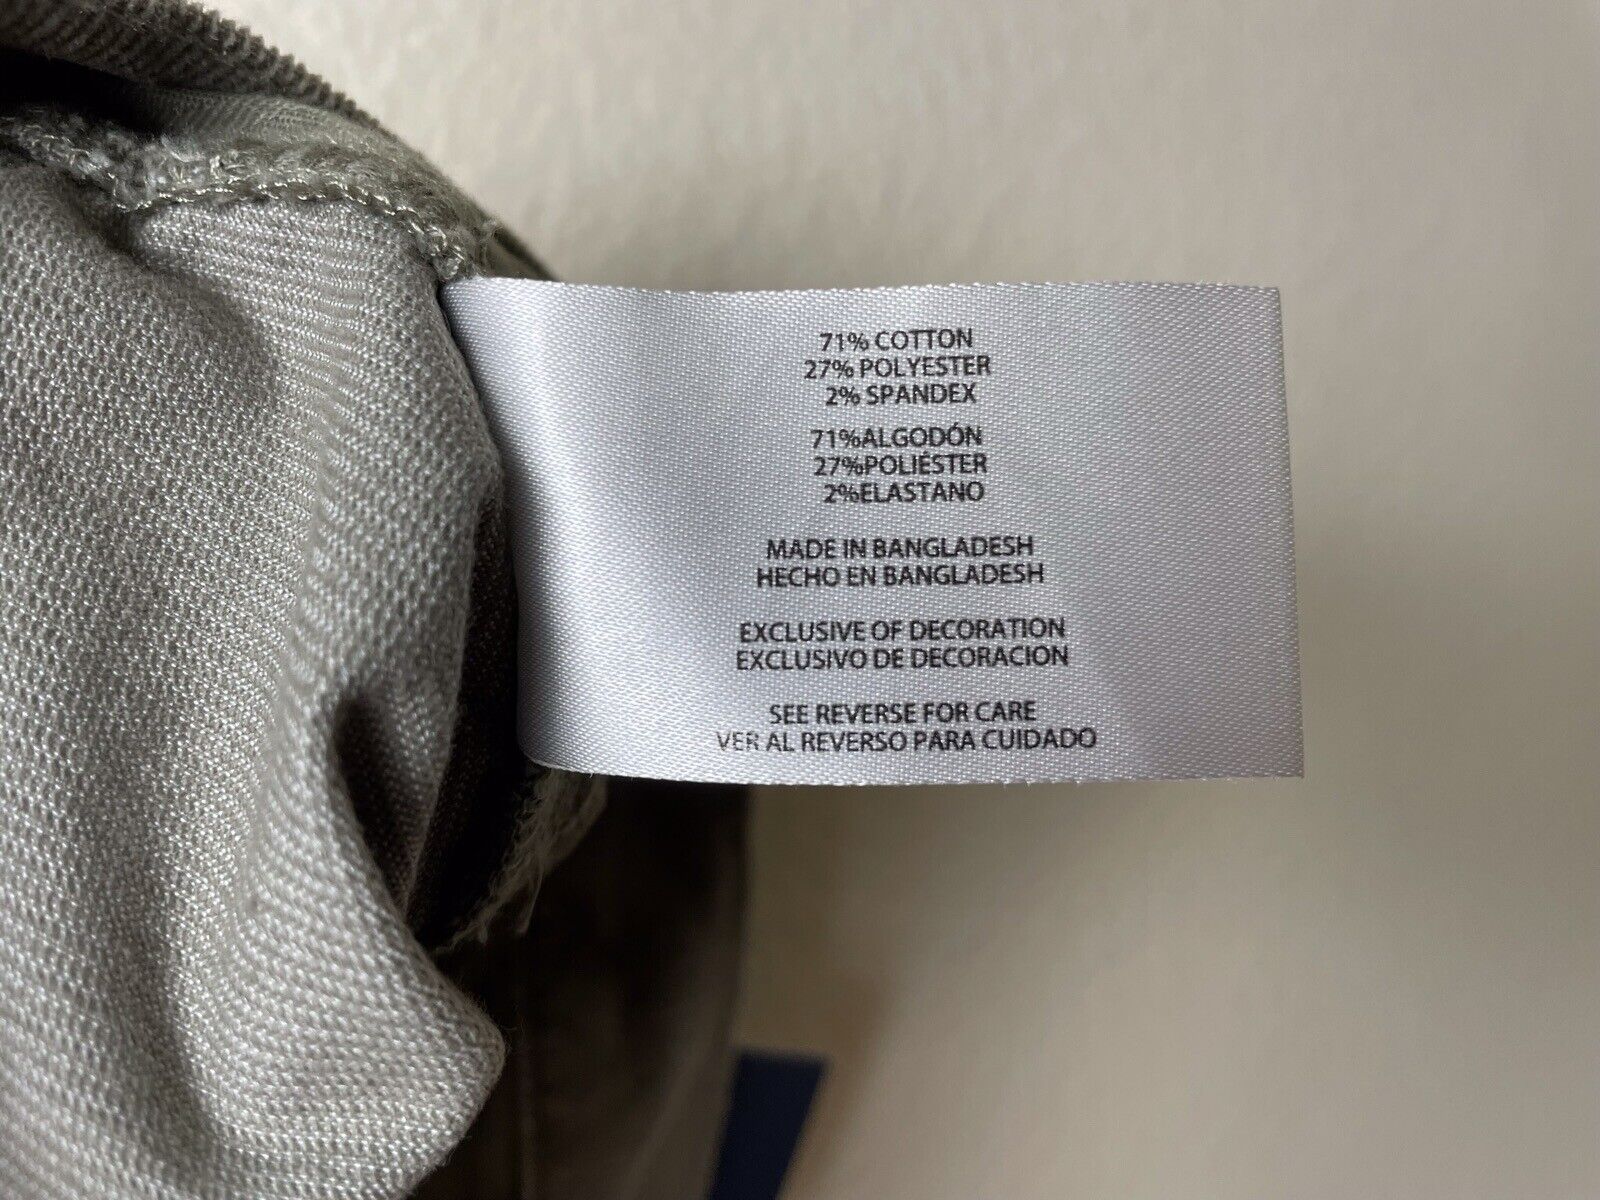 71% COTTON
27% POLYESTER
2% SPANDEX
71%ALGODÓN
27%POLIÉSTER
2%ELASTANO
MADE IN BANGLADESH
HECHO EN BANGLADESH
EXCLUSIVE OF DECORATION
EXCLUSIVO DE DECORACION
SEE REVERSE FOR CARE
VER AL REVERSO PARA CUIDADO